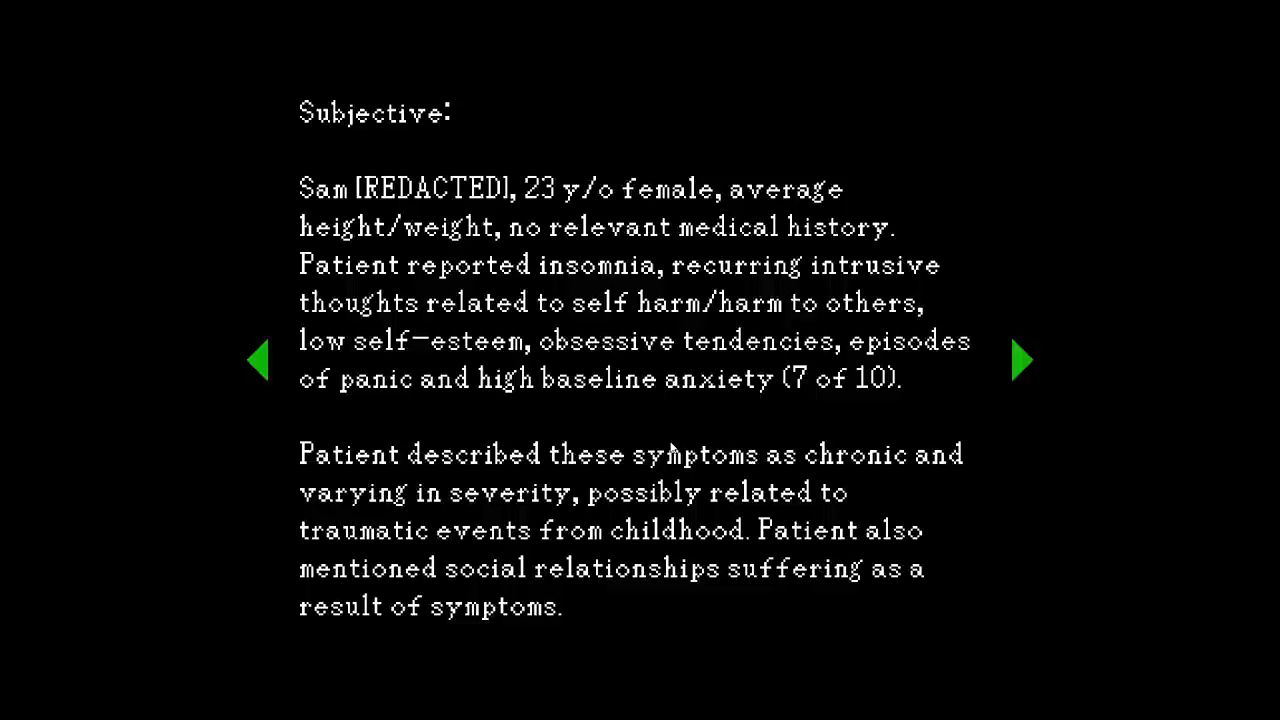 Subjective:
Sam [REDACTED], 23 y/o female, average
height/weight, no relevant medical history.
Patient reported insomnia, recurring intrusive
thoughts related to self harm/harm to others,
low self-esteem, obsessive tendencies, episodes
of panic and high baseline anxiety (7 of 10).
Patient described these symptoms as chronic and
varying in severity, possibly related to
traumatic events from childhood. Patient also
mentioned social relationships suffering as a
result of symptoms.